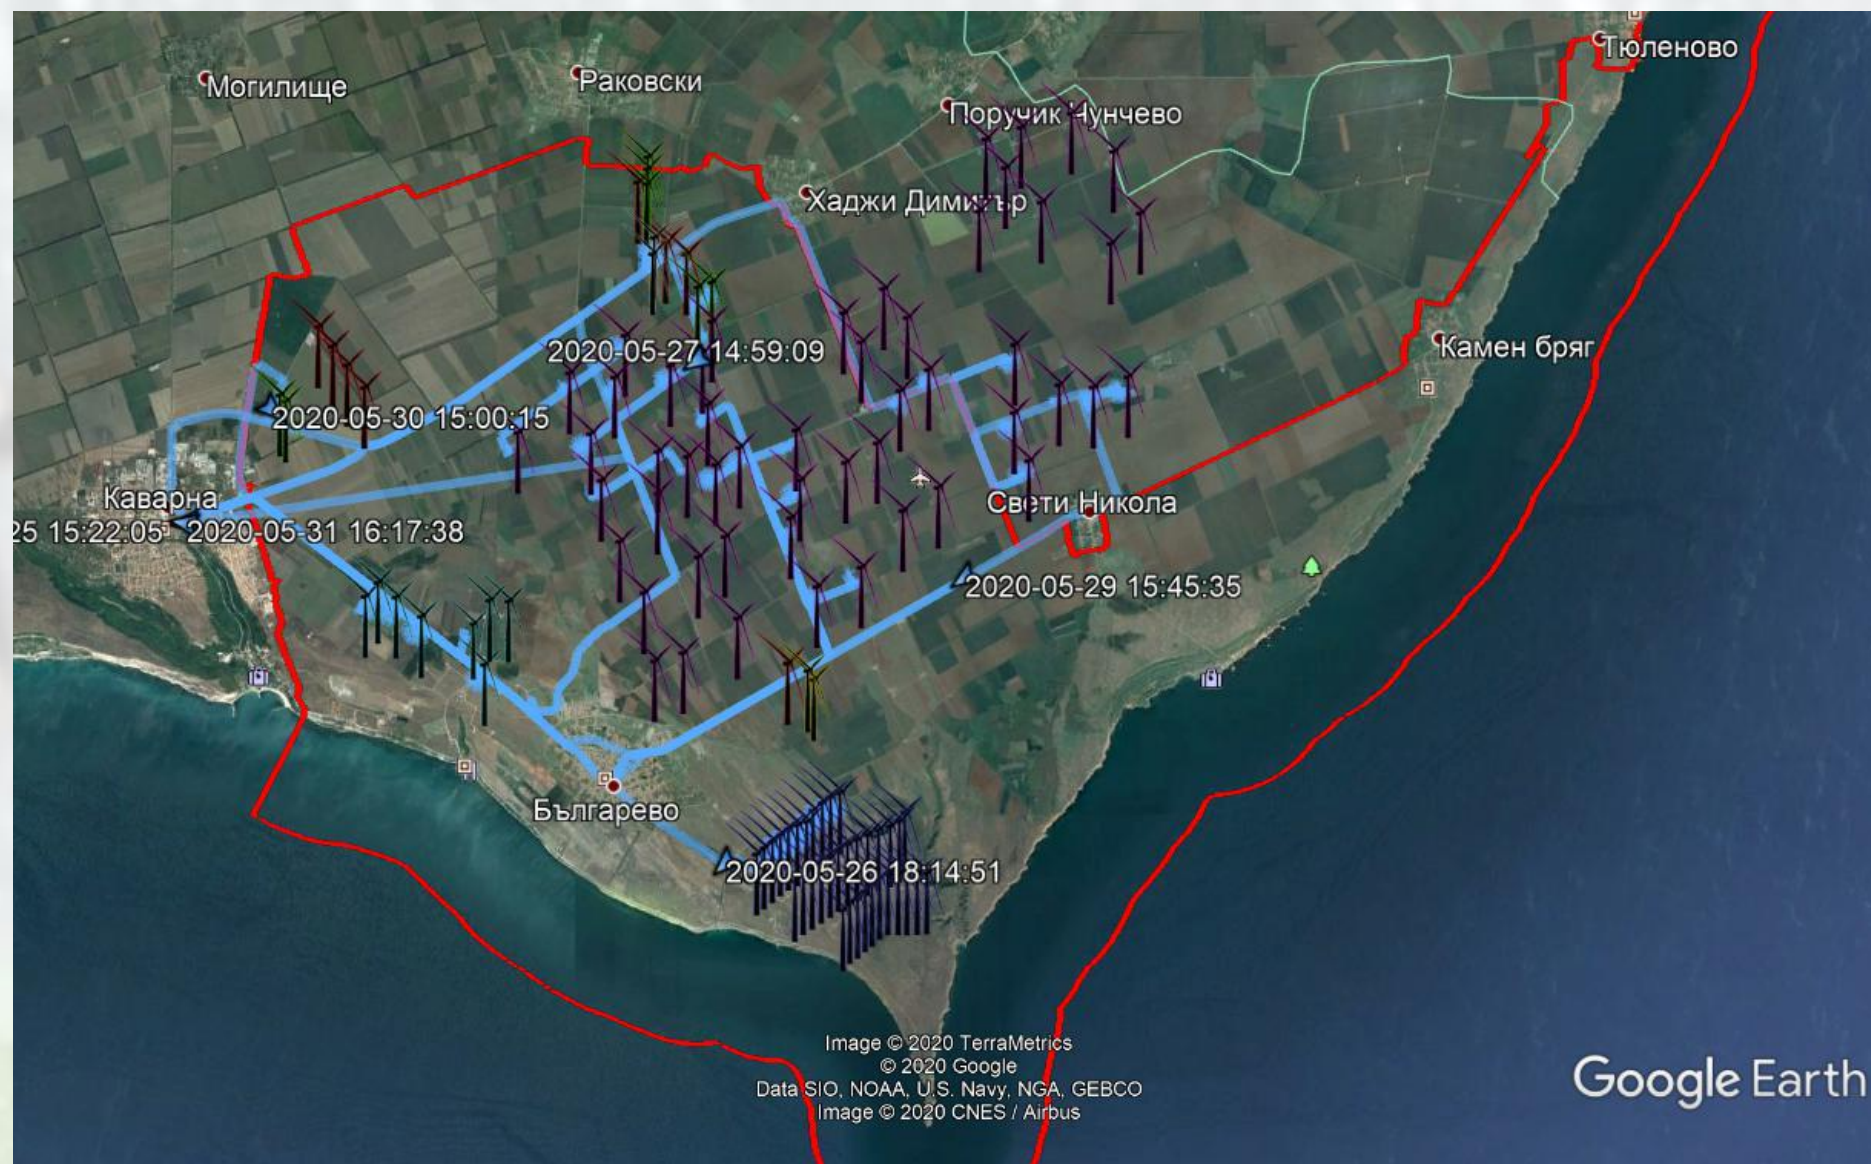 Тюленово
Могилище
Раковски
Поручик Чунчево
Хаджи Димитър
Камен бряг
2020-05-27 14:59:09
2020-05-30 15:00:15
Каварна
Свети Никола
25 15:22:05
2020-05-31 16:17:38
2020-05-29 15:45:35
Българево
2020-05-26 18:14:51
Image © 2020 TerraMetrics
© 2020 Google
Data SIO, NOAA, U.S. Navy, NGA, GEBCO
Image © 2020 CNES / Airbus
Google Earth